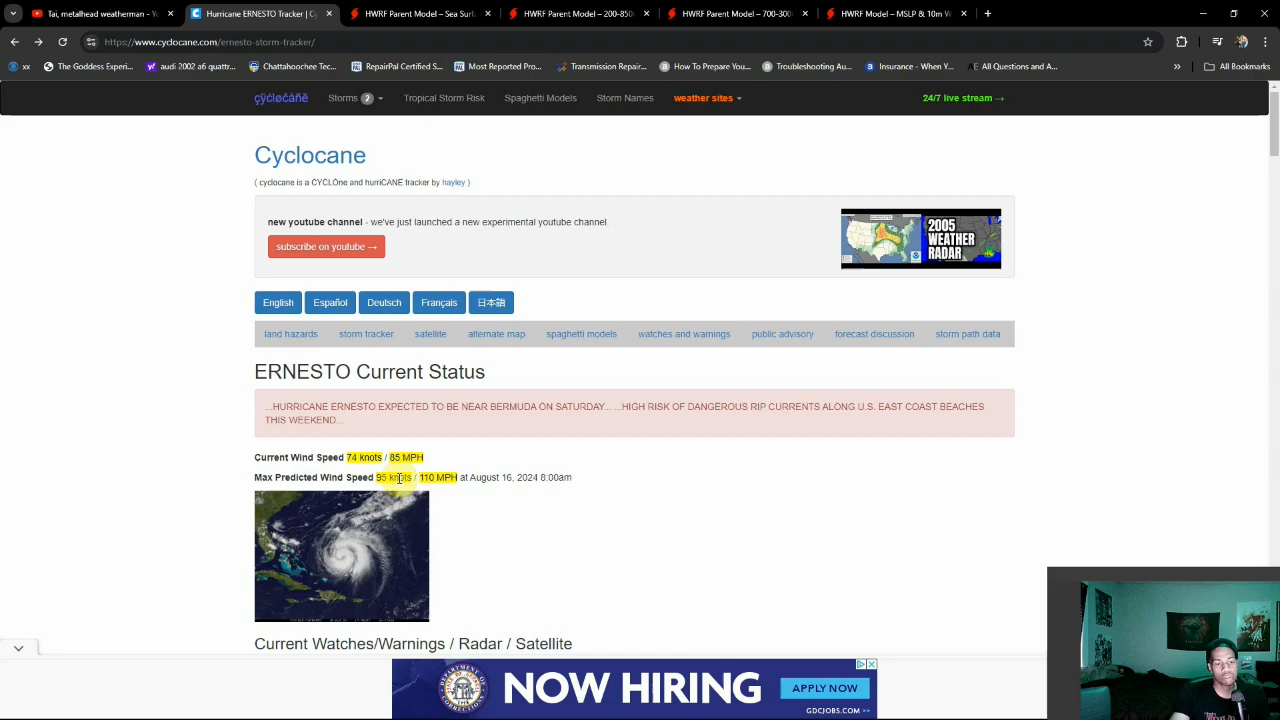 Tai, metalhead weatherman - Yo
Hurricane ERNESTO Tracker | Cy
HWRF Parent Model – Sea Surf
HWRF Parent Model – 200-850
HWRF Parent Model – 700-300
HWRF Model – MSLP & 10m W
https://www.cyclocane.com/ernesto-storm-tracker/
xx
The Goddess Experi...
audi 2002 a6 quattr...
Chattahoochee Tec...
RepairPal Certified S...
Most Reported Pro...
Transmission Repair...
How To Prepare You...
Troubleshooting Au...
Insurance - When Y...
All Questions and A...
All Bookmarks
çÿċløčáñê
Storms 2
Tropical Storm Risk
Spaghetti Models
Storm Names
weather sites
24/7 live stream →
Cyclocane
( cyclocane is a CYCLOne and hurriCANE tracker by hayley )
new youtube channel - we've just launched a new experimental youtube channel.
subscribe on youtube →
2005
WEATHER
RADAR
English
Español
Deutsch
Français
日本語
land hazards
storm tracker
satellite
alternate map
spaghetti models
watches and warnings
public advisory
forecast discussion
storm path data
ERNESTO Current Status
...HURRICANE ERNESTO EXPECTED TO BE NEAR BERMUDA ON SATURDAY... ...HIGH RISK OF DANGEROUS RIP CURRENTS ALONG U.S. EAST COAST BEACHES
THIS WEEKEND...
Current Wind Speed 74 knots / 85 MPH
Max Predicted Wind Speed 95 knots / 110 MPH at August 16, 2024 8:00am
Current Watches/Warnings / Radar / Satellite
NOW HIRING
APPLY NOW
GDCJOBS.COM >>